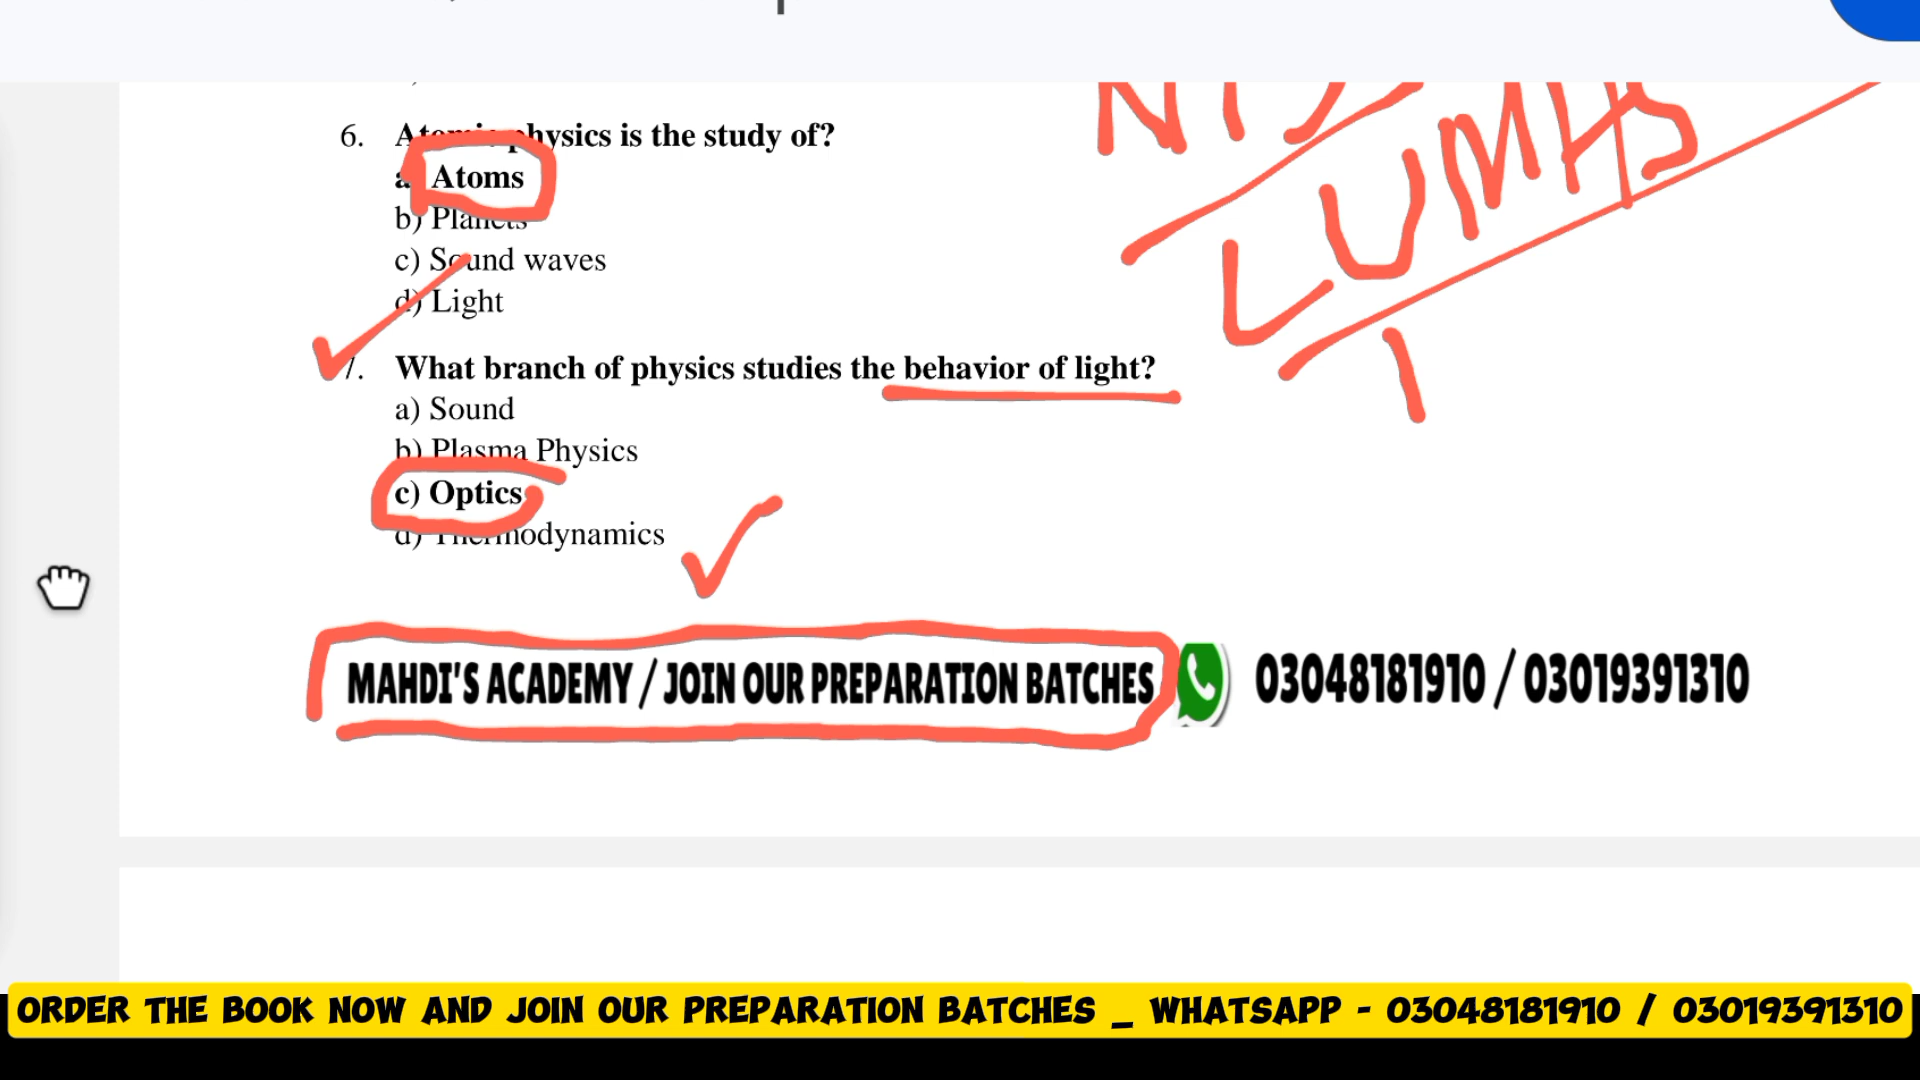 6. Atomic physics is the study of?
a) Atoms
b) Planets
c) Sound waves
d) Light
7. What branch of physics studies the behavior of light?
a) Sound
b) Plasma Physics
c) Optics
d) Thermodynamics
LUMHS
MAHDI'S ACADEMY / JOIN OUR PREPARATION BATCHES 03048181910 / 03019391310
ORDER THE BOOK NOW AND JOIN OUR PREPARATION BATCHES _ WHATSAPP - 03048181910 / 03019391310